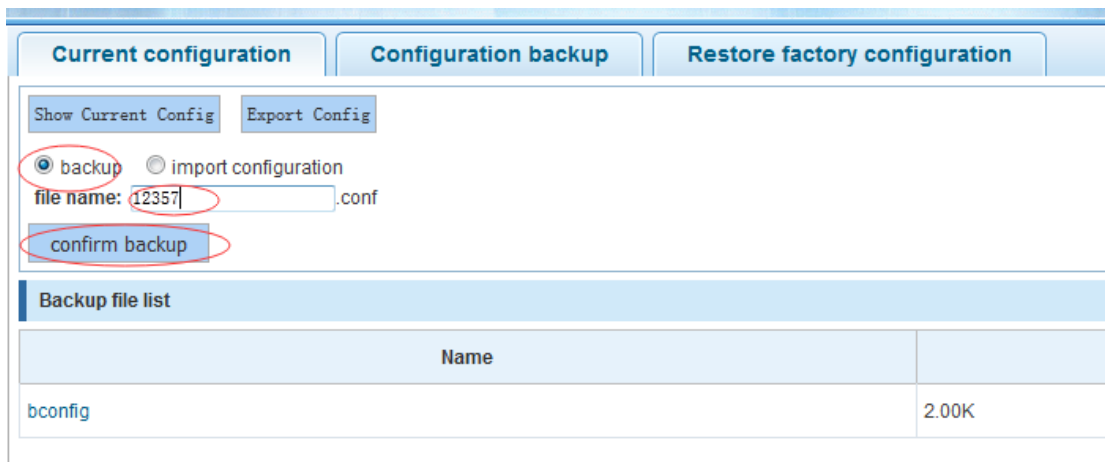 Current configuration Configuration backup Restore factory configuration
Show Current Config Export Config
backup import configuration
file name: 12357 .conf
confirm backup
Backup file list
Name
bconfig 2.00K